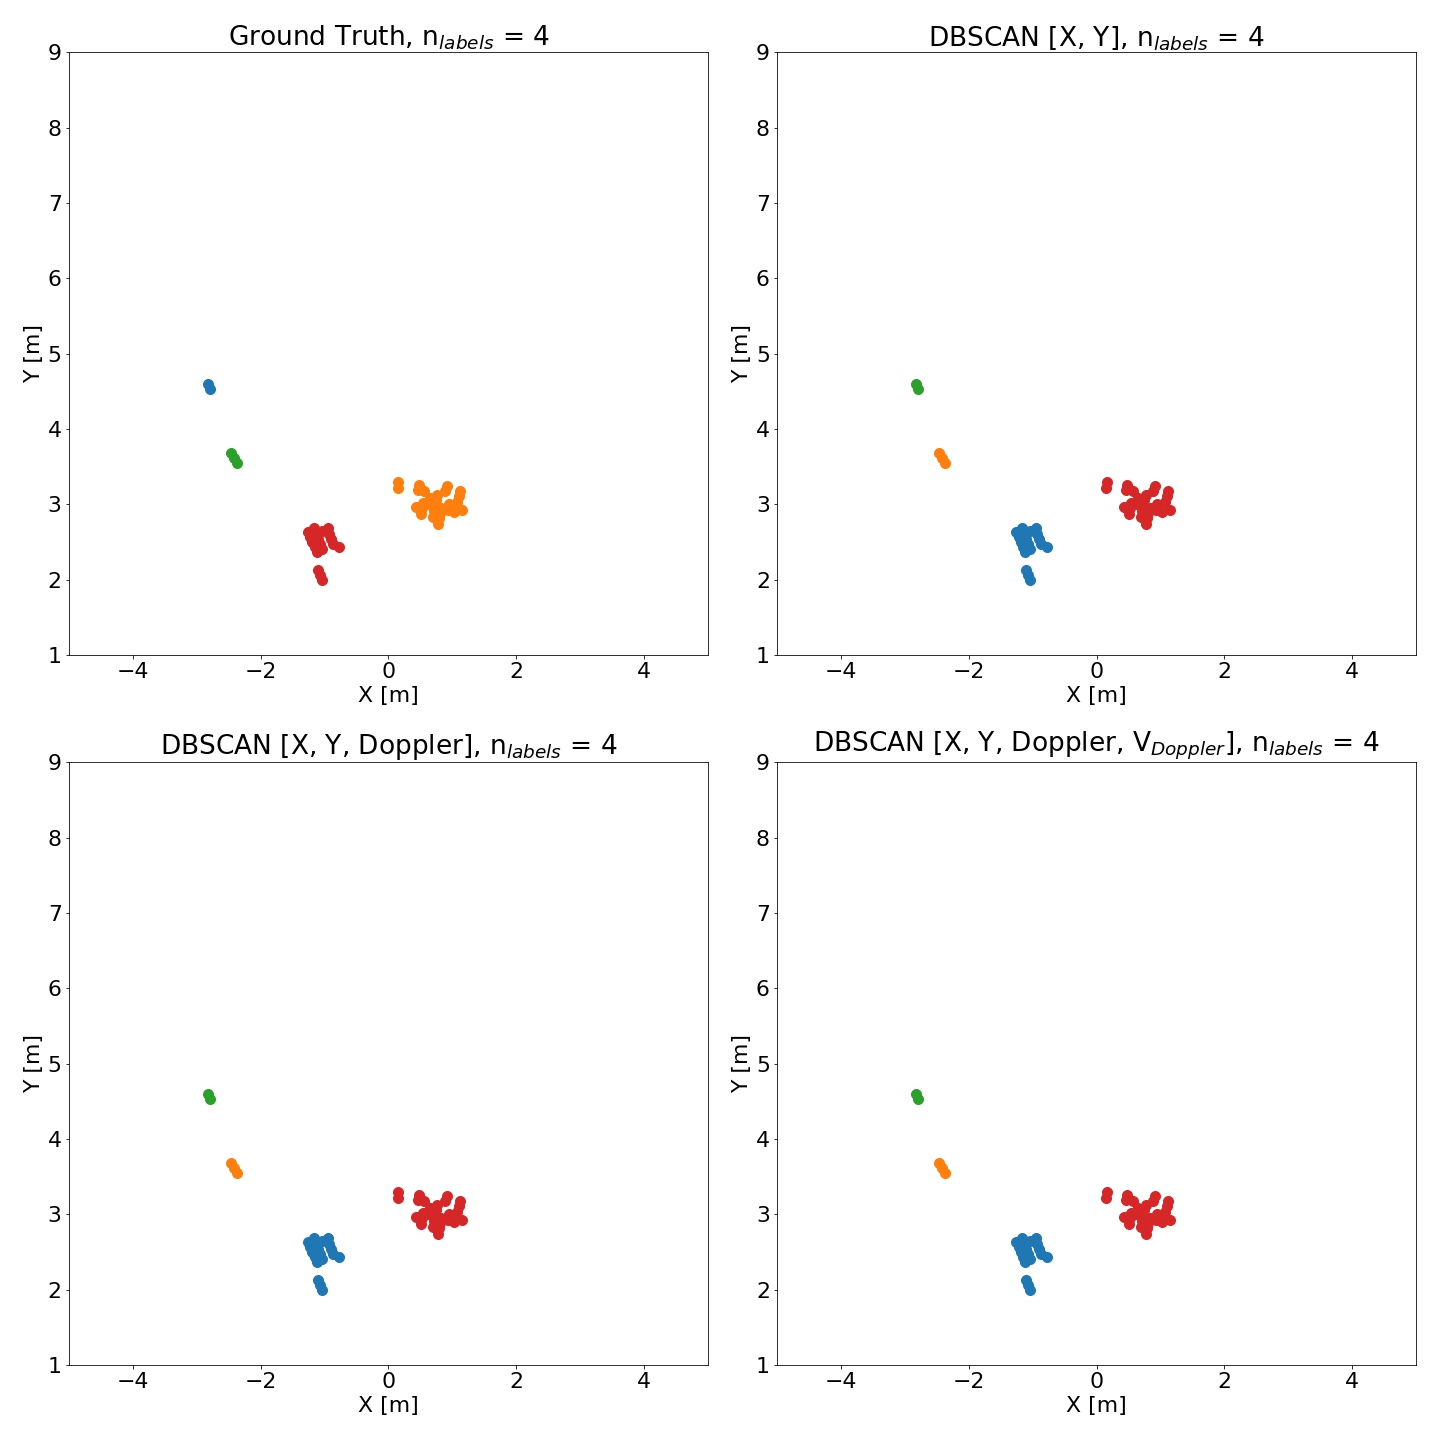 Ground Truth, n_labels = 4
9
8
7
6
5
4
3
2
1
Y [m]
−4 −2 0 2 4
X [m]
DBSCAN [X, Y], n_labels = 4
9
8
7
6
5
4
3
2
1
Y [m]
−4 −2 0 2 4
X [m]
DBSCAN [X, Y, Doppler], n_labels = 4
9
8
7
6
5
4
3
2
1
Y [m]
−4 −2 0 2 4
X [m]
DBSCAN [X, Y, Doppler, V_Doppler], n_labels = 4
9
8
7
6
5
4
3
2
1
Y [m]
−4 −2 0 2 4
X [m]